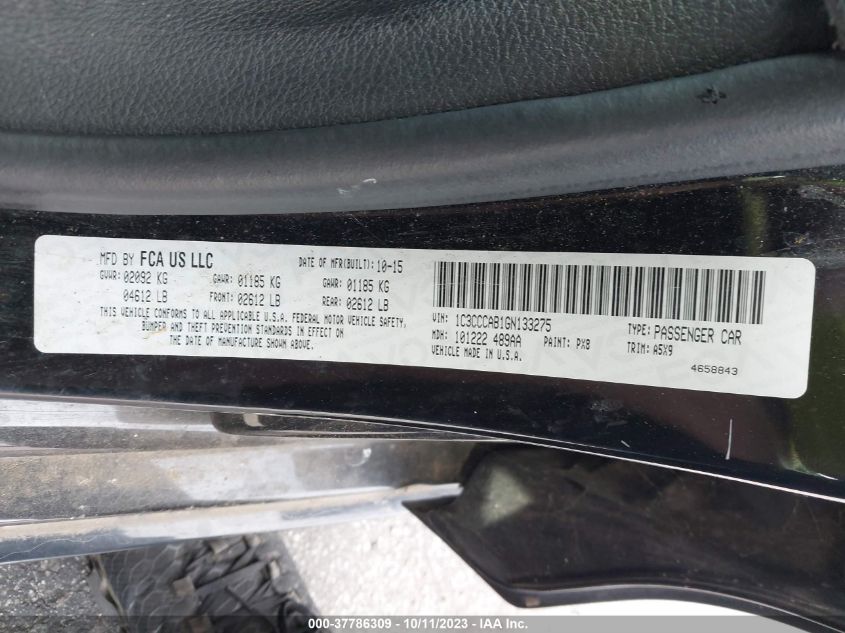 MFD BY FCA US LLC
DATE OF MFR(BUILT): 10-15
GVWR: 02092 KG
GAWR: 01185 KG
GAWR: 01185 KG
04612 LB
FRONT: 02612 LB
REAR: 02612 LB
THIS VEHICLE CONFORMS TO ALL APPLICABLE U.S.A. FEDERAL MOTOR VEHICLE SAFETY,
BUMPER AND THEFT PREVENTION STANDARDS IN EFFECT ON
THE DATE OF MANUFACTURE SHOWN ABOVE.
VIN: 1C3CCCAB1GN133275
TYPE: PASSENGER CAR
MDH: 101222 489AA
PAINT: PX8
TRIM: A5X9
VEHICLE MADE IN U.S.A.
4658843
000-37786309 - 10/11/2023 - COPYRIGHT IAA, LLC.